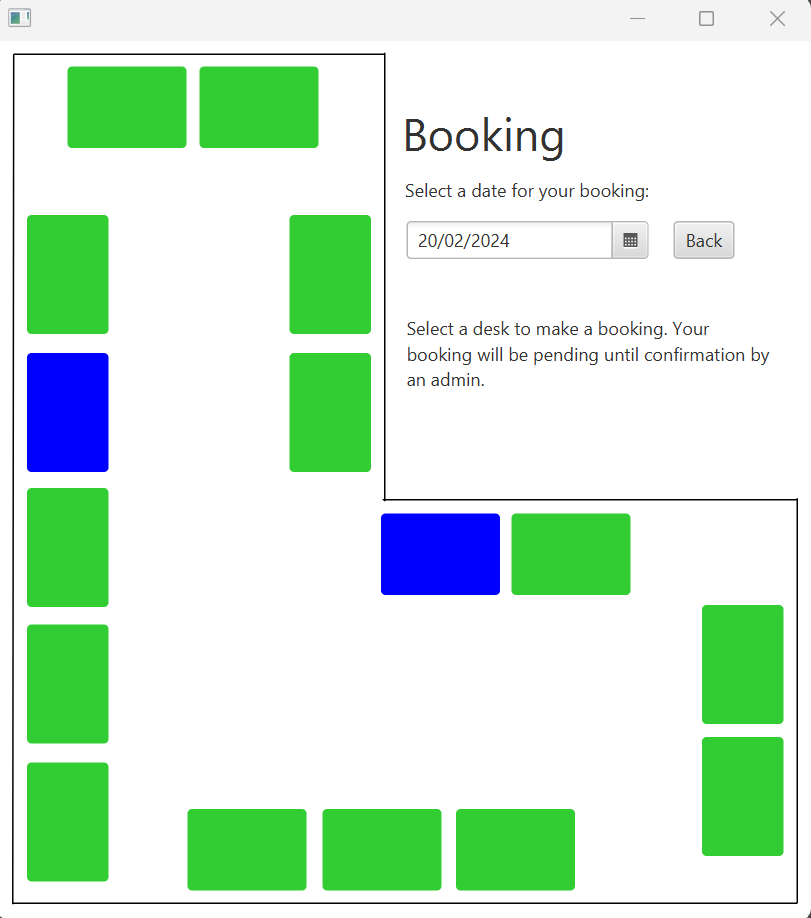 Booking
Select a date for your booking:
20/02/2024
Back
Select a desk to make a booking. Your
booking will be pending until confirmation by
an admin.